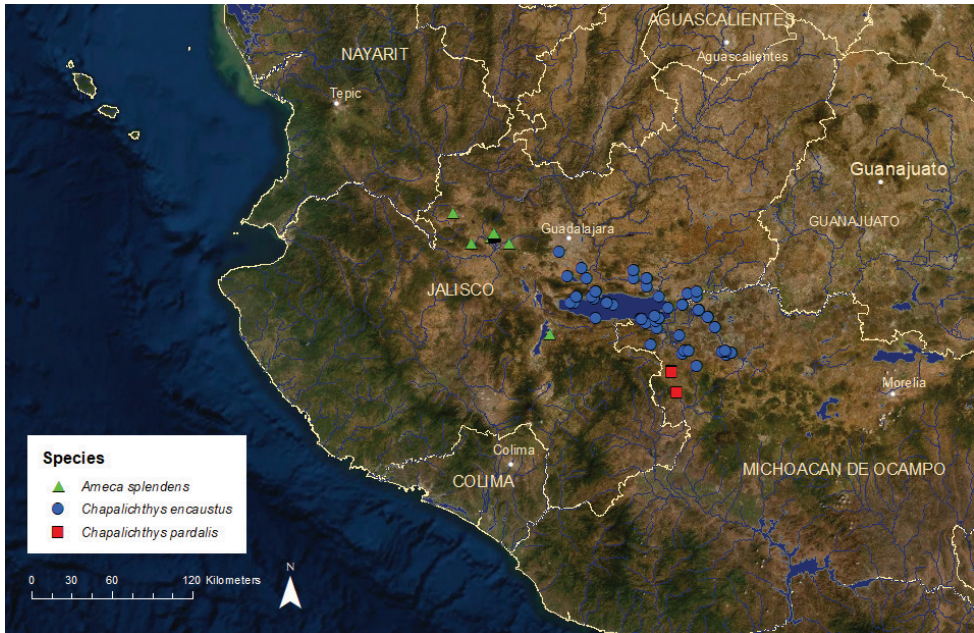 AGUASCALIENTES
NAYARIT
Aguascalientes
Tepic
Guanajuato
GUANAJUATO
Guadalajara
JALISCO
Morelia
Colima
COLIMA
MICHOACAN DE OCAMPO
Species
Ameca splendens
Chapalichthys encaustus
Chapalichthys pardalis
0 30 60 120 Kilometers
N